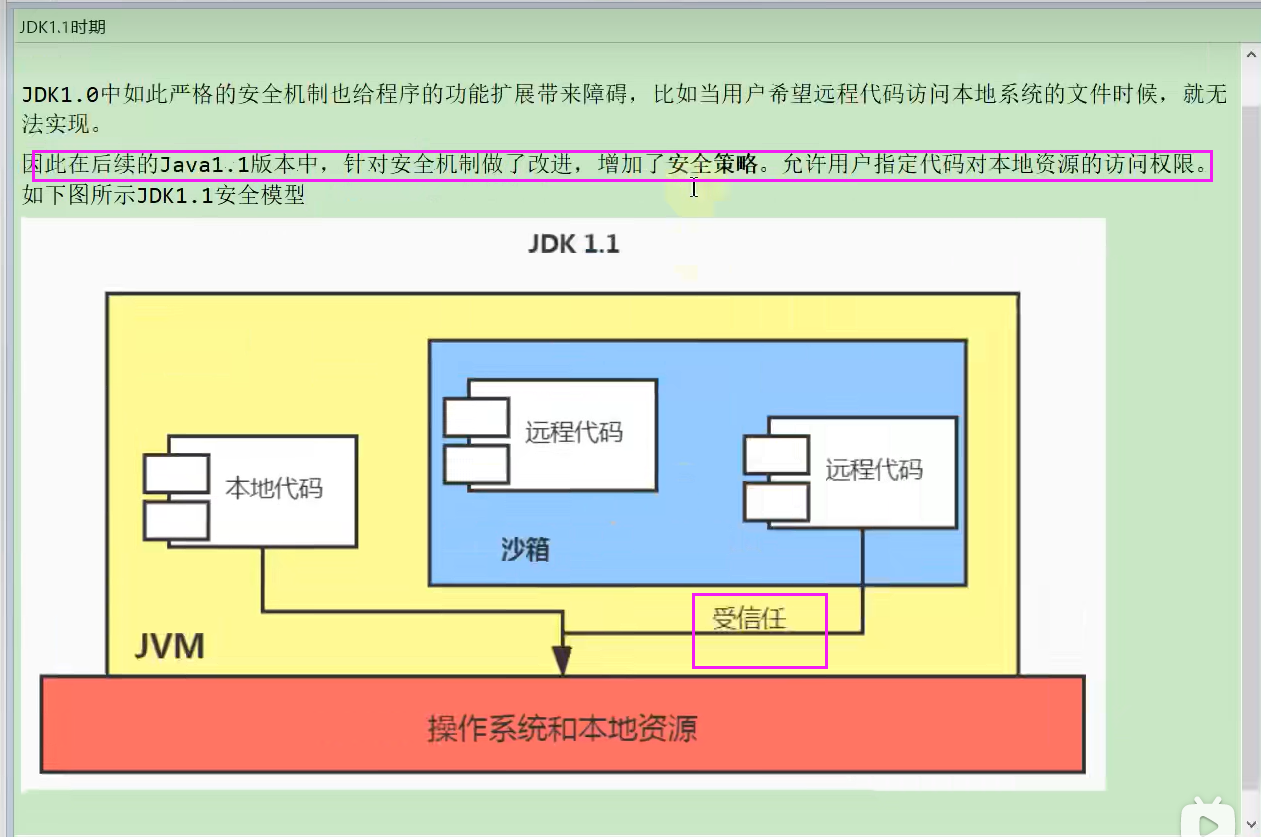 JDK1.1时期
JDK1.0中如此严格的安全机制也给程序的功能扩展带来障碍，比如当用户希望远程代码访问本地系统的文件时候，就无
法实现。
因此在后续的Java1.1版本中，针对安全机制做了改进，增加了安全策略。允许用户指定代码对本地资源的访问权限。
如下图所示JDK1.1安全模型
JDK 1.1
远程代码
远程代码
本地代码
沙箱
受信任
JVM
操作系统和本地资源